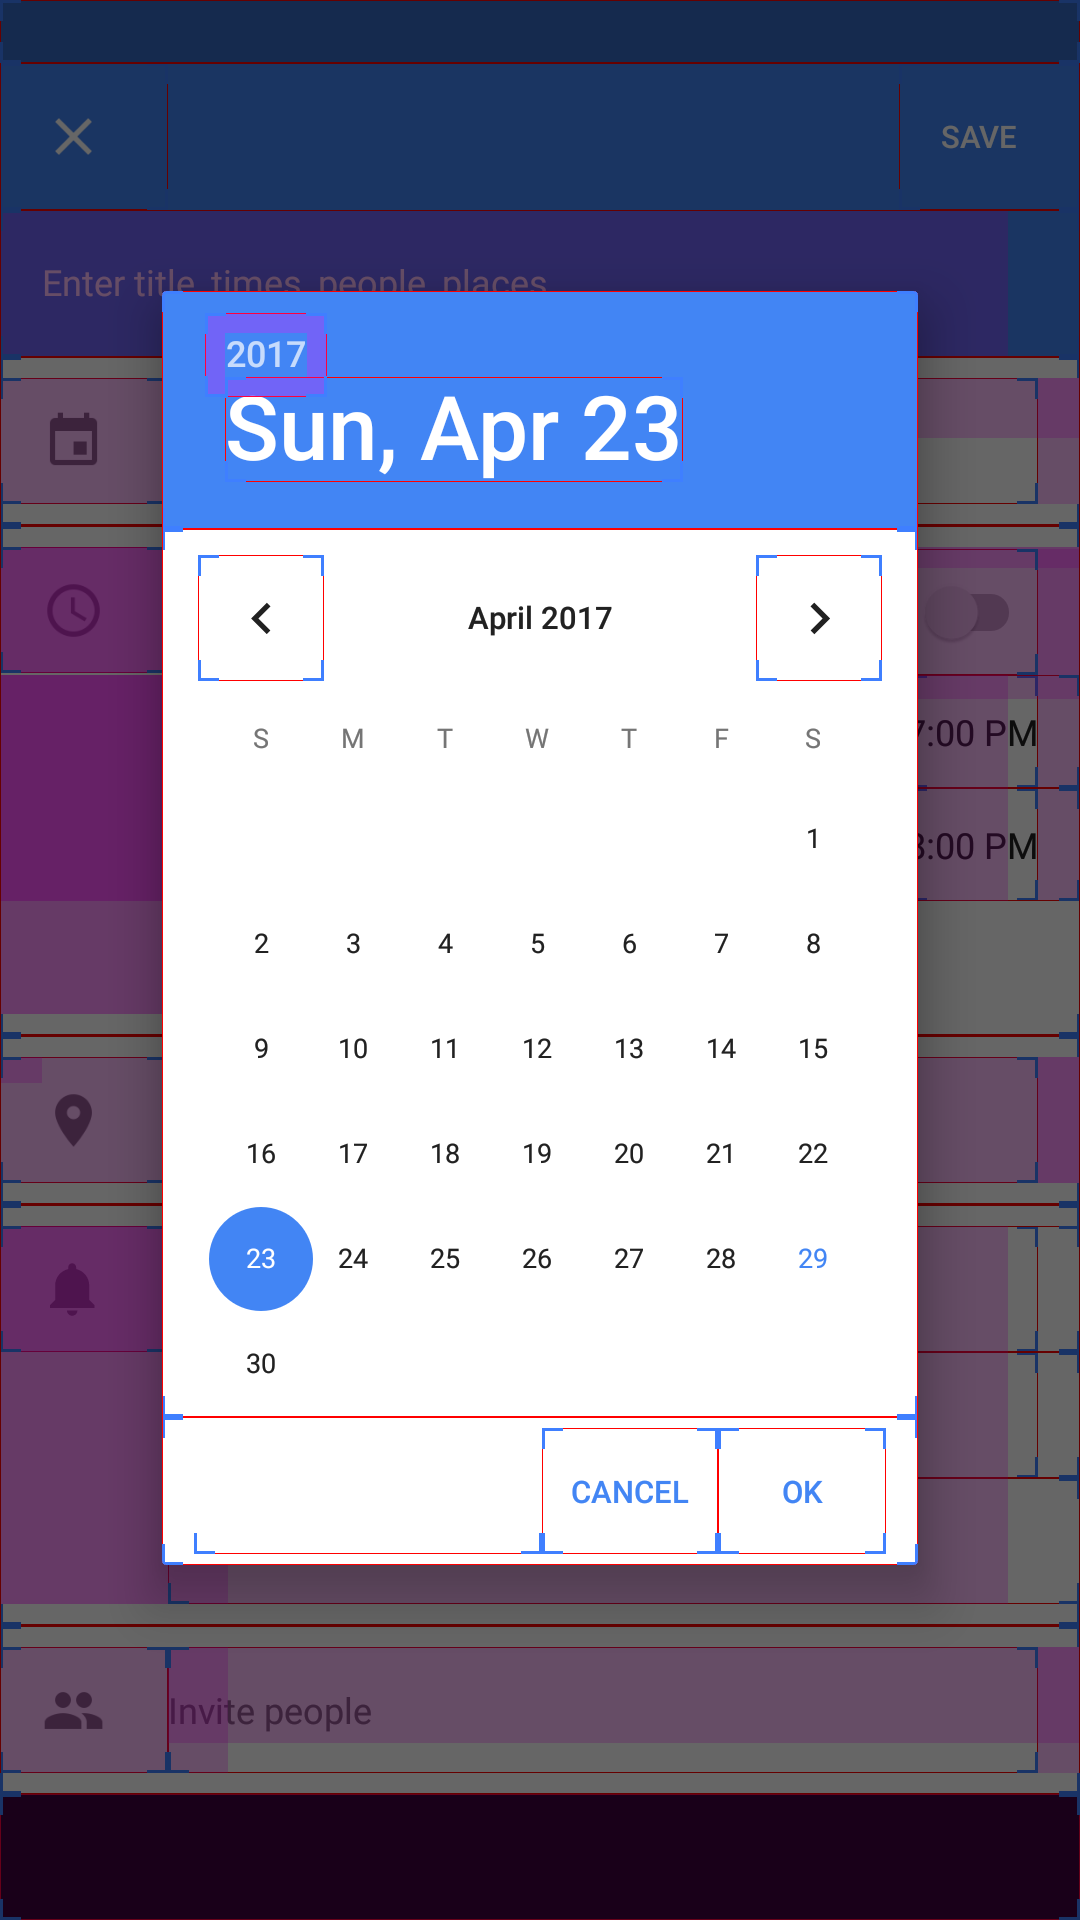 SAVE
Enter title, times, people, places
2017
Sun, Apr 23
April 2017
S M T W T F S
1
2 3 4 5 6 7 8
9 10 11 12 13 14 15
16 17 18 19 20 21 22
23 24 25 26 27 28 29
30
:00 PM
:00 PM
CANCEL OK
Invite people